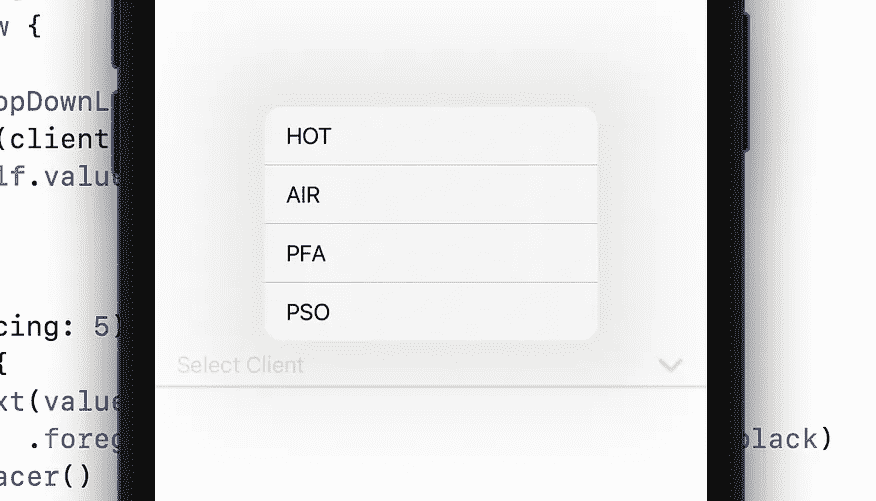 w {
opDownL
(client
lf.value
cing: 5)
{
xt(value
.foreg
acer()
HOT
AIR
PFA
PSO
Select Client
black)